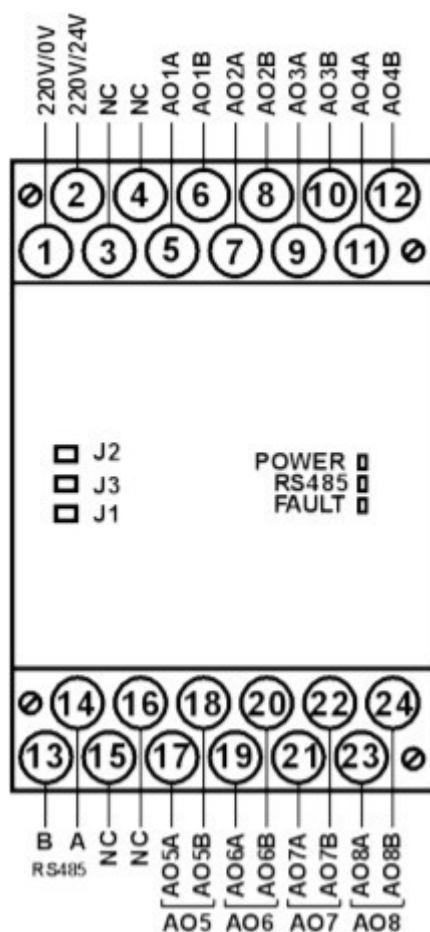 220V/0V 220V/24V NC NC AO1A AO1B AO2A AO2B AO3A AO3B AO4A AO4B
2 4 6 8 10 12
1 3 5 7 9 11
J2
J3
J1
POWER
RS485
FAULT
14 16 18 20 22 24
13 15 17 19 21 23
B A NC NC AO5A AO5B AO6A AO6B AO7A AO7B AO8A AO8B
RS485
AO5 AO6 AO7 AO8